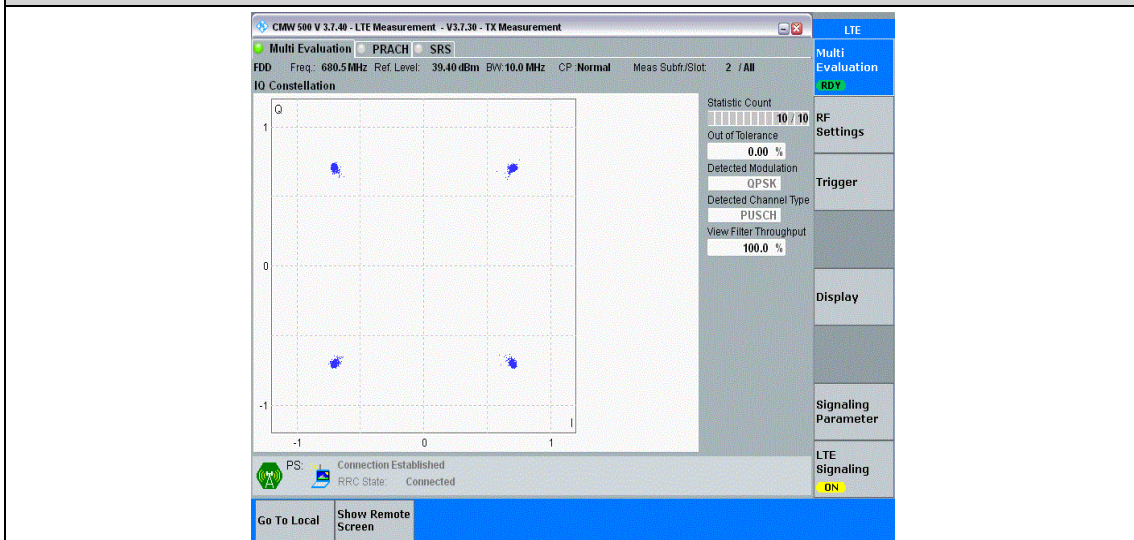 CMW 500 V 3.7.40 - LTE Measurement - V3.7.30 - TX Measurement
LTE
Multi Evaluation PRACH SRS
FDD Freq.: 680.5 MHz Ref. Level: 39.40 dBm BW: 10.0 MHz CP :Normal Meas Subfr./Slot: 2 / All
IQ Constellation
Q
1
0
-1
I
-1 0 1
Statistic Count
10 / 10
Out of Tolerance
0.00 %
Detected Modulation
QPSK
Detected Channel Type
PUSCH
View Filter Throughput
100.0 %
Multi
Evaluation
RDY
RF
Settings
Trigger
Display
Signaling
Parameter
LTE
Signaling
ON
PS: Connection Established
RRC State: Connected
Go To Local
Show Remote
Screen